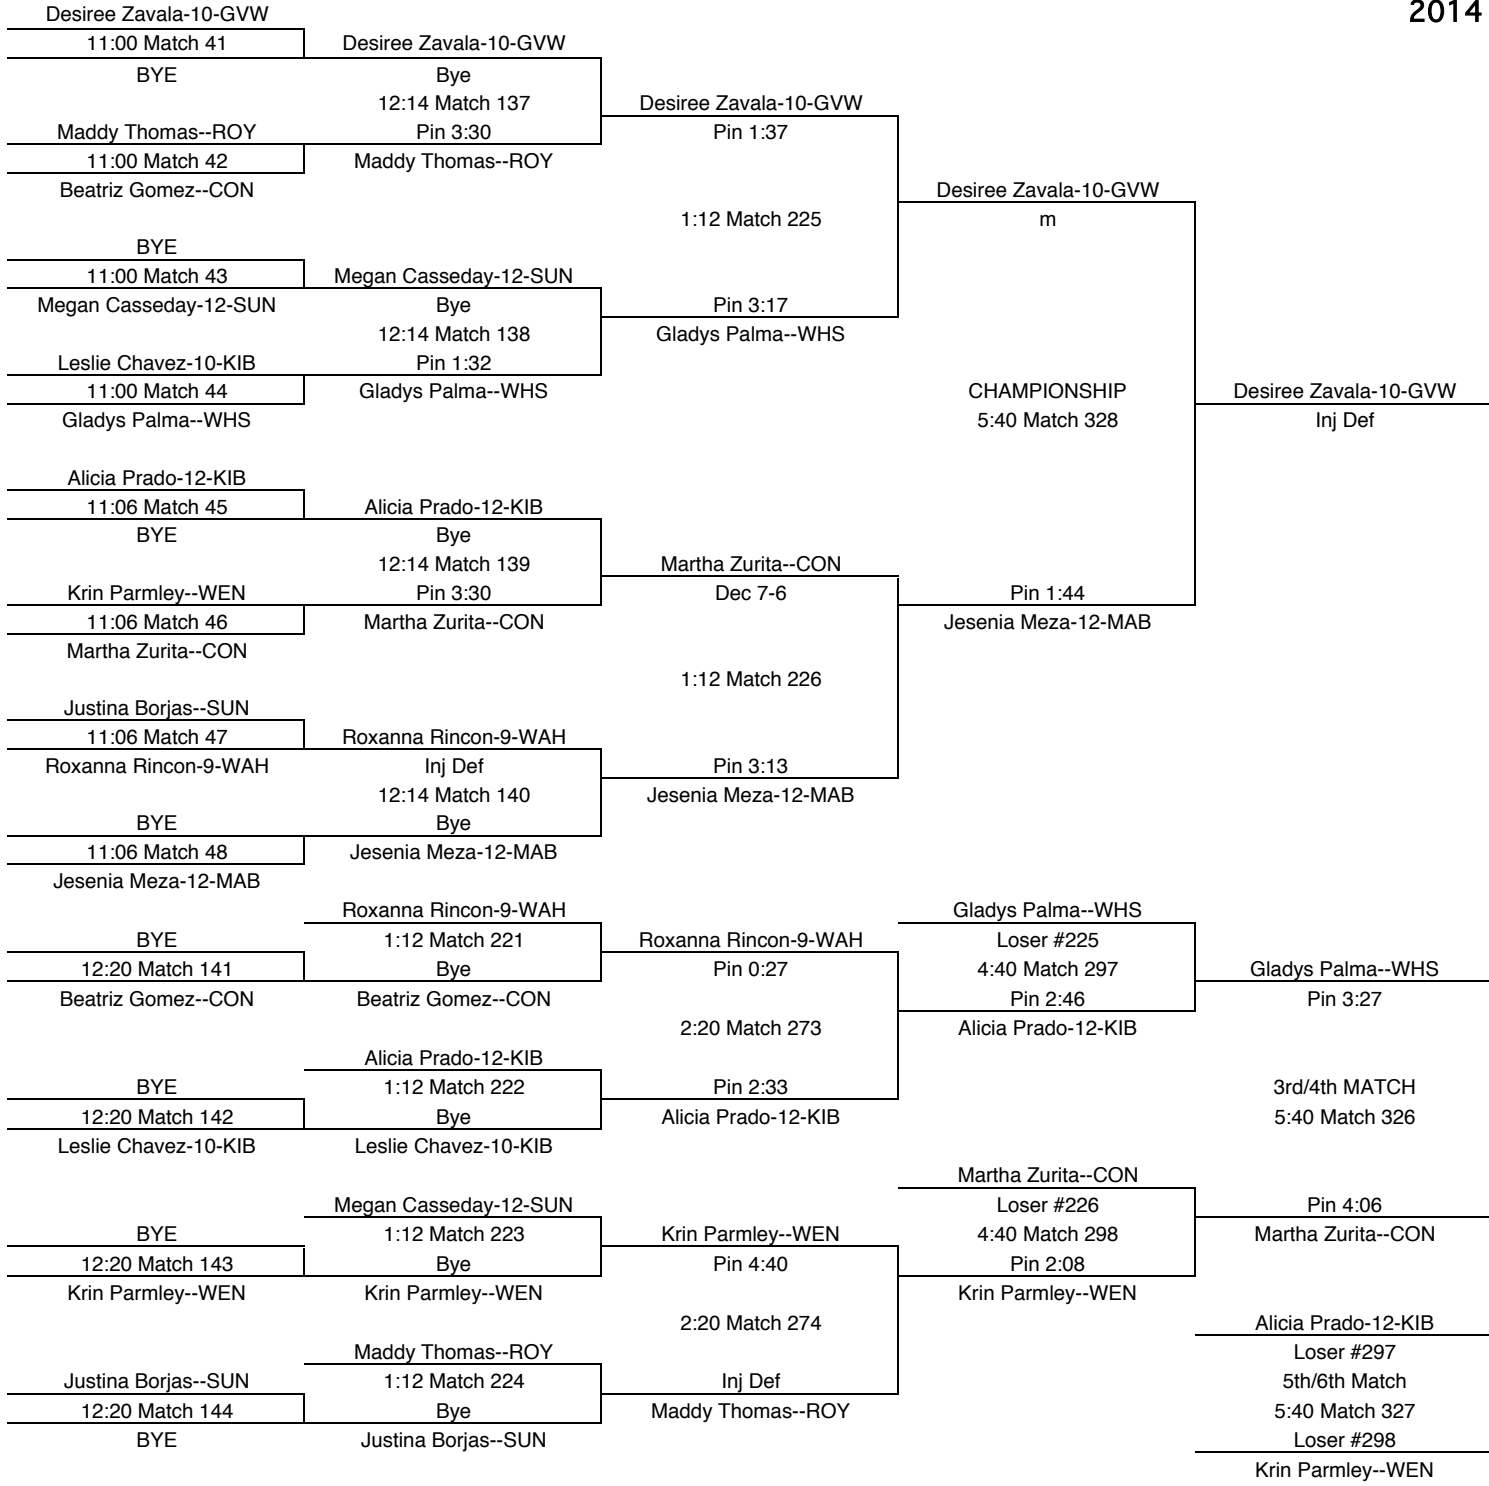 2014
Desiree Zavala-10-GVW
11:00 Match 41
BYE
Maddy Thomas--ROY
11:00 Match 42
Beatriz Gomez--CON
BYE
11:00 Match 43
Megan Casseday-12-SUN
Leslie Chavez-10-KIB
11:00 Match 44
Gladys Palma--WHS
Alicia Prado-12-KIB
11:06 Match 45
BYE
Krin Parmley--WEN
11:06 Match 46
Martha Zurita--CON
Justina Borjas--SUN
11:06 Match 47
Roxanna Rincon-9-WAH
BYE
11:06 Match 48
Jesenia Meza-12-MAB
Desiree Zavala-10-GVW
Bye
12:14 Match 137
Pin 3:30
Maddy Thomas--ROY
Megan Casseday-12-SUN
Bye
12:14 Match 138
Pin 1:32
Gladys Palma--WHS
Alicia Prado-12-KIB
Bye
12:14 Match 139
Pin 3:30
Martha Zurita--CON
Roxanna Rincon-9-WAH
Inj Def
12:14 Match 140
Bye
Jesenia Meza-12-MAB
Desiree Zavala-10-GVW
Pin 1:37
1:12 Match 225
Pin 3:17
Gladys Palma--WHS
Martha Zurita--CON
Dec 7-6
1:12 Match 226
Pin 3:13
Jesenia Meza-12-MAB
Desiree Zavala-10-GVW
m
CHAMPIONSHIP
5:40 Match 328
Pin 1:44
Jesenia Meza-12-MAB
Desiree Zavala-10-GVW
Inj Def
BYE
12:20 Match 141
Beatriz Gomez--CON
BYE
12:20 Match 142
Leslie Chavez-10-KIB
BYE
12:20 Match 143
Krin Parmley--WEN
Justina Borjas--SUN
12:20 Match 144
BYE
Roxanna Rincon-9-WAH
1:12 Match 221
Bye
Beatriz Gomez--CON
Alicia Prado-12-KIB
1:12 Match 222
Bye
Leslie Chavez-10-KIB
Megan Casseday-12-SUN
1:12 Match 223
Bye
Krin Parmley--WEN
Maddy Thomas--ROY
1:12 Match 224
Bye
Justina Borjas--SUN
Roxanna Rincon-9-WAH
Pin 0:27
2:20 Match 273
Pin 2:33
Alicia Prado-12-KIB
Krin Parmley--WEN
Pin 4:40
2:20 Match 274
Inj Def
Maddy Thomas--ROY
Gladys Palma--WHS
Loser #225
4:40 Match 297
Pin 2:46
Alicia Prado-12-KIB
Martha Zurita--CON
Loser #226
4:40 Match 298
Pin 2:08
Krin Parmley--WEN
Gladys Palma--WHS
Pin 3:27
3rd/4th MATCH
5:40 Match 326
Pin 4:06
Martha Zurita--CON
Alicia Prado-12-KIB
Loser #297
5th/6th Match
5:40 Match 327
Loser #298
Krin Parmley--WEN